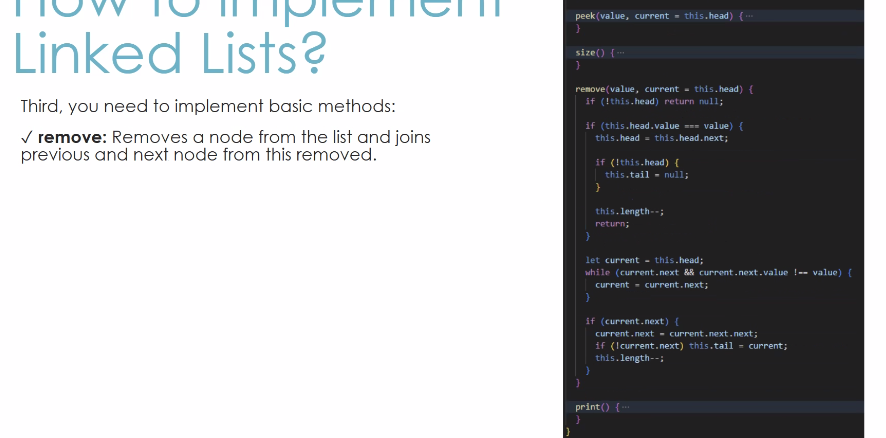 How to Implement
Linked Lists?
Third, you need to implement basic methods:
✓ remove: Removes a node from the list and joins
previous and next node from this removed.
peek(value, current = this.head) { ⋯
}
size() { ⋯
}
remove(value, current = this.head) {
if (!this.head) return null;
if (this.head.value === value) {
this.head = this.head.next;
if (!this.head) {
this.tail = null;
}
this.length--;
return;
}
let current = this.head;
while (current.next && current.next.value !== value) {
current = current.next;
}
if (current.next) {
current.next = current.next.next;
if (!current.next) this.tail = current;
this.length--;
}
}
print() { ⋯
}
}